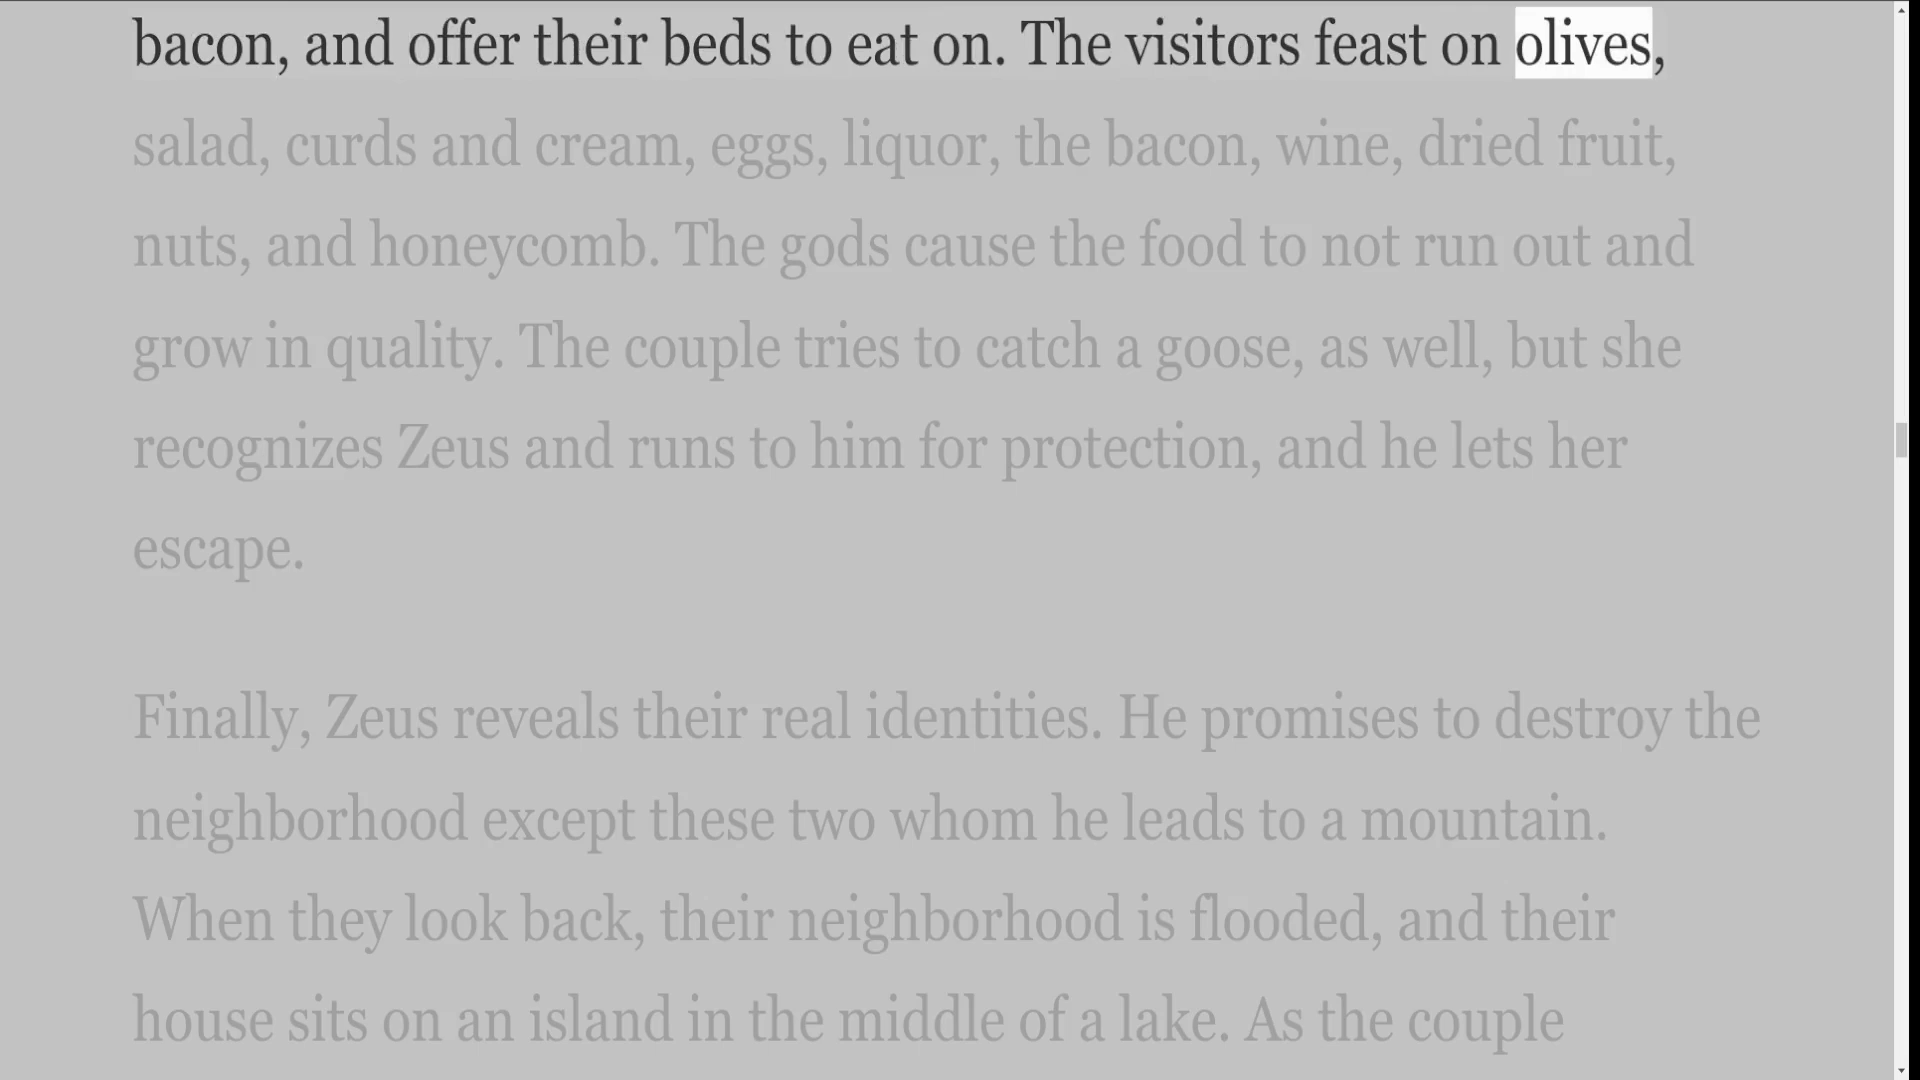 bacon, and offer their beds to eat on. The visitors feast on olives,
salad, curds and cream, eggs, liquor, the bacon, wine, dried fruit,
nuts, and honeycomb. The gods cause the food to not run out and
grow in quality. The couple tries to catch a goose, as well, but she
recognizes Zeus and runs to him for protection, and he lets her
escape.
Finally, Zeus reveals their real identities. He promises to destroy the
neighborhood except these two whom he leads to a mountain.
When they look back, their neighborhood is flooded, and their
house sits on an island in the middle of a lake. As the couple